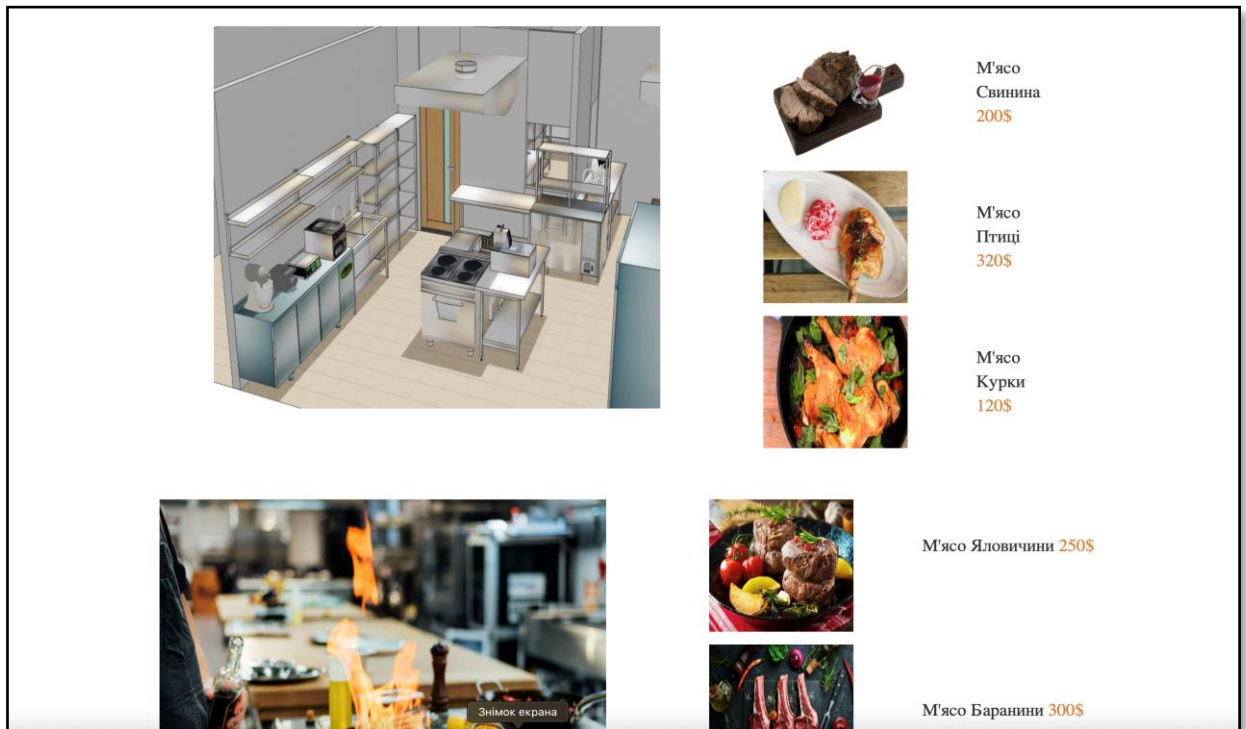 М'ясо
Свинина
200$
М'ясо
Птиці
320$
М'ясо
Курки
120$
М'ясо Яловичини 250$
М'ясо Баранини 300$
Знімок екрана